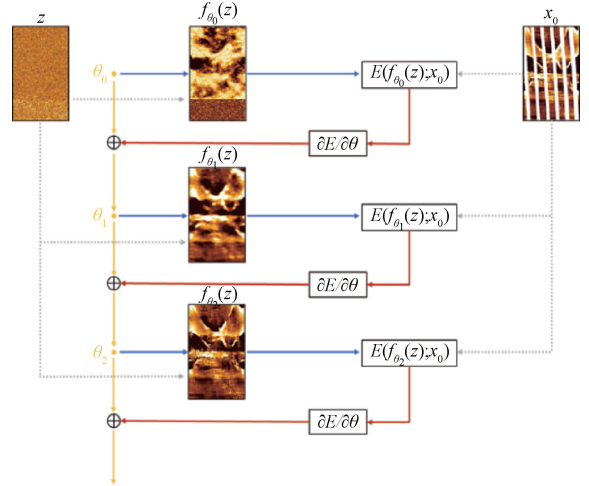 z
f_{θ_0}(z)
x_0
θ_0
E(f_{θ_0}(z);x_0)
⊕
∂E/∂θ
f_{θ_1}(z)
θ_1
E(f_{θ_1}(z);x_0)
⊕
∂E/∂θ
f_{θ_2}(z)
θ_2
E(f_{θ_2}(z);x_0)
⊕
∂E/∂θ